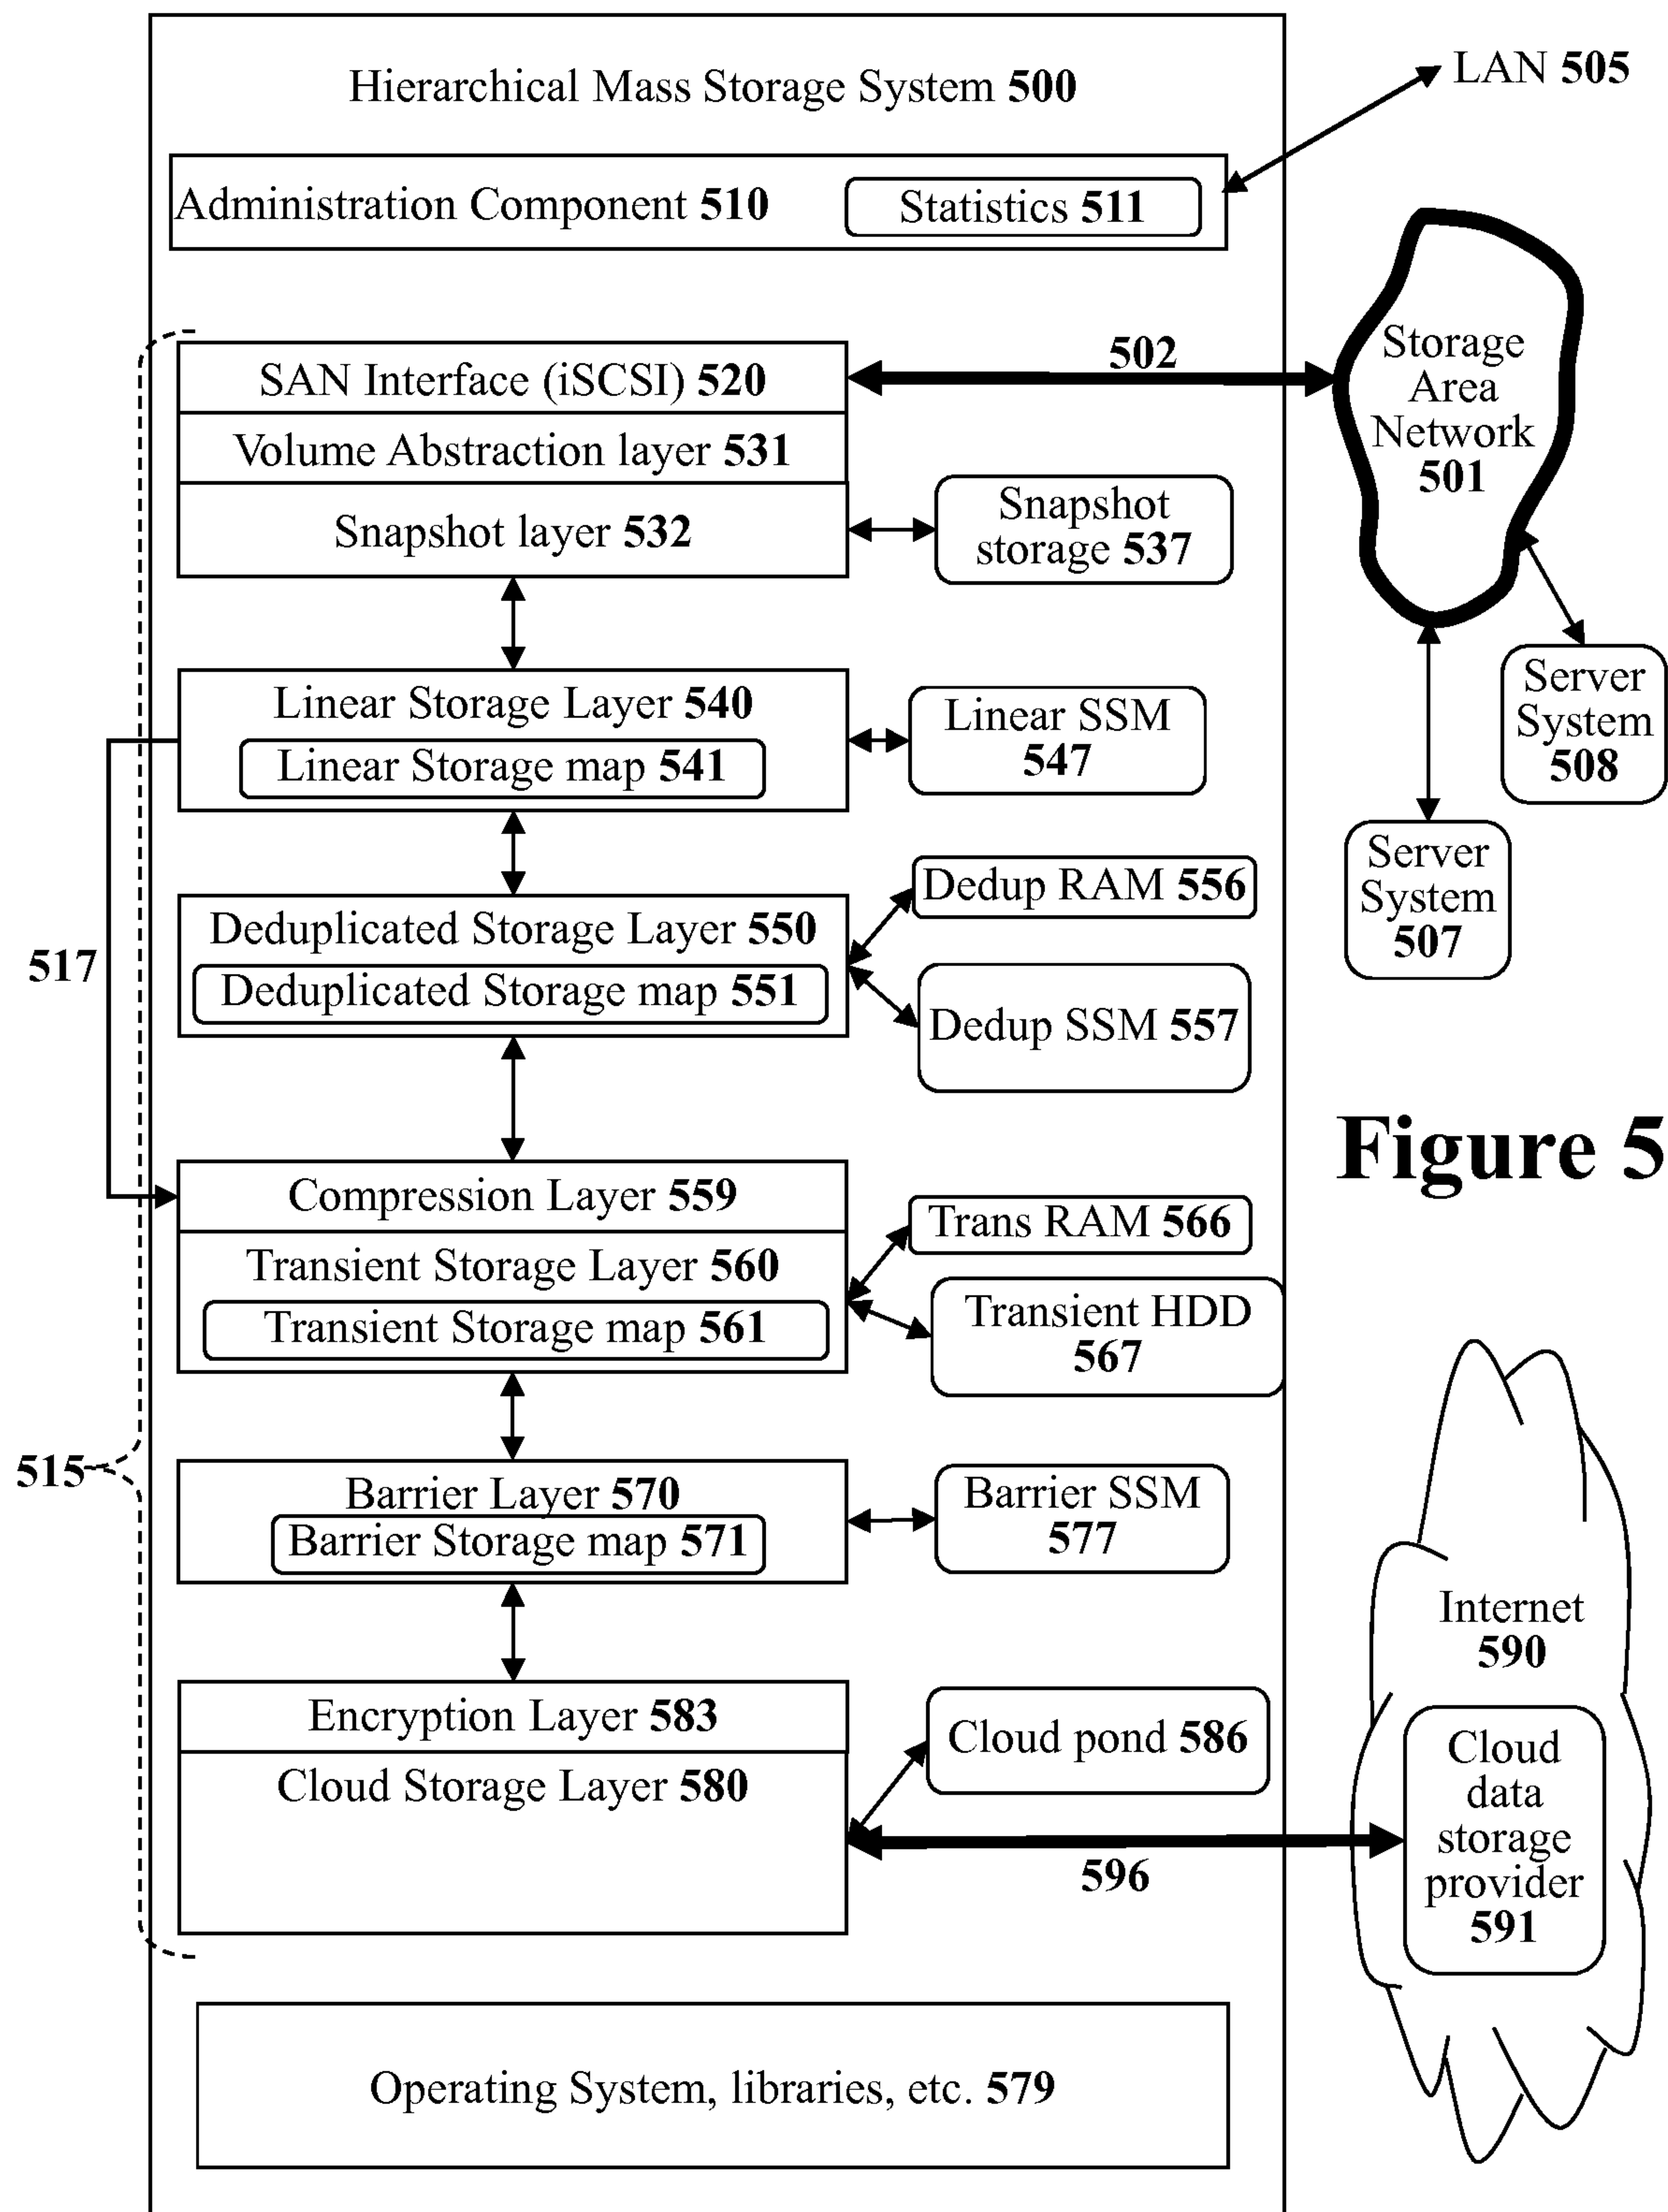 Hierarchical Mass Storage System 500
LAN 505
Administration Component 510
Statistics 511
SAN Interface (iSCSI) 520
502
Storage
Area
Network
501
Volume Abstraction layer 531
Snapshot layer 532
Snapshot
storage 537
Linear Storage Layer 540
Linear Storage map 541
Linear SSM
547
Server
System
508
Server
System
507
517
Deduplicated Storage Layer 550
Deduplicated Storage map 551
Dedup RAM 556
Dedup SSM 557
Figure 5
Compression Layer 559
Transient Storage Layer 560
Transient Storage map 561
Trans RAM 566
Transient HDD
567
515
Barrier Layer 570
Barrier Storage map 571
Barrier SSM
577
Internet
590
Encryption Layer 583
Cloud Storage Layer 580
Cloud pond 586
596
Cloud
data
storage
provider
591
Operating System, libraries, etc. 579